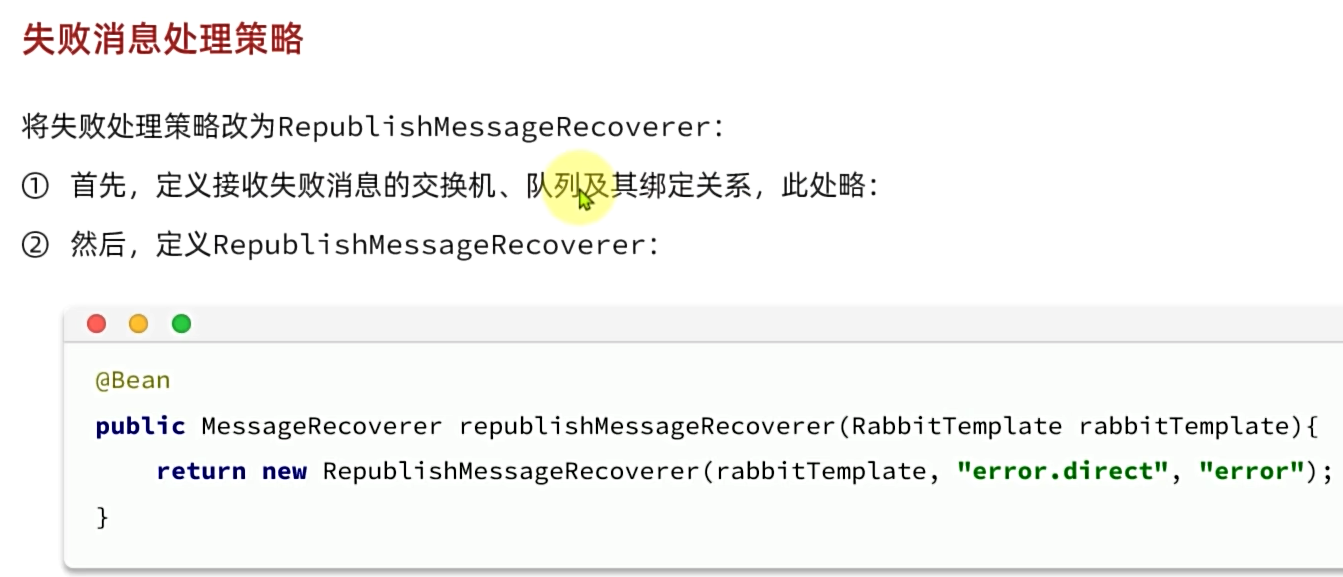 失败消息处理策略
将失败处理策略改为RepublishMessageRecoverer：
① 首先，定义接收失败消息的交换机、队列及其绑定关系，此处略：
② 然后，定义RepublishMessageRecoverer：
@Bean
public MessageRecoverer republishMessageRecoverer(RabbitTemplate rabbitTemplate){
    return new RepublishMessageRecoverer(rabbitTemplate, "error.direct", "error");
}